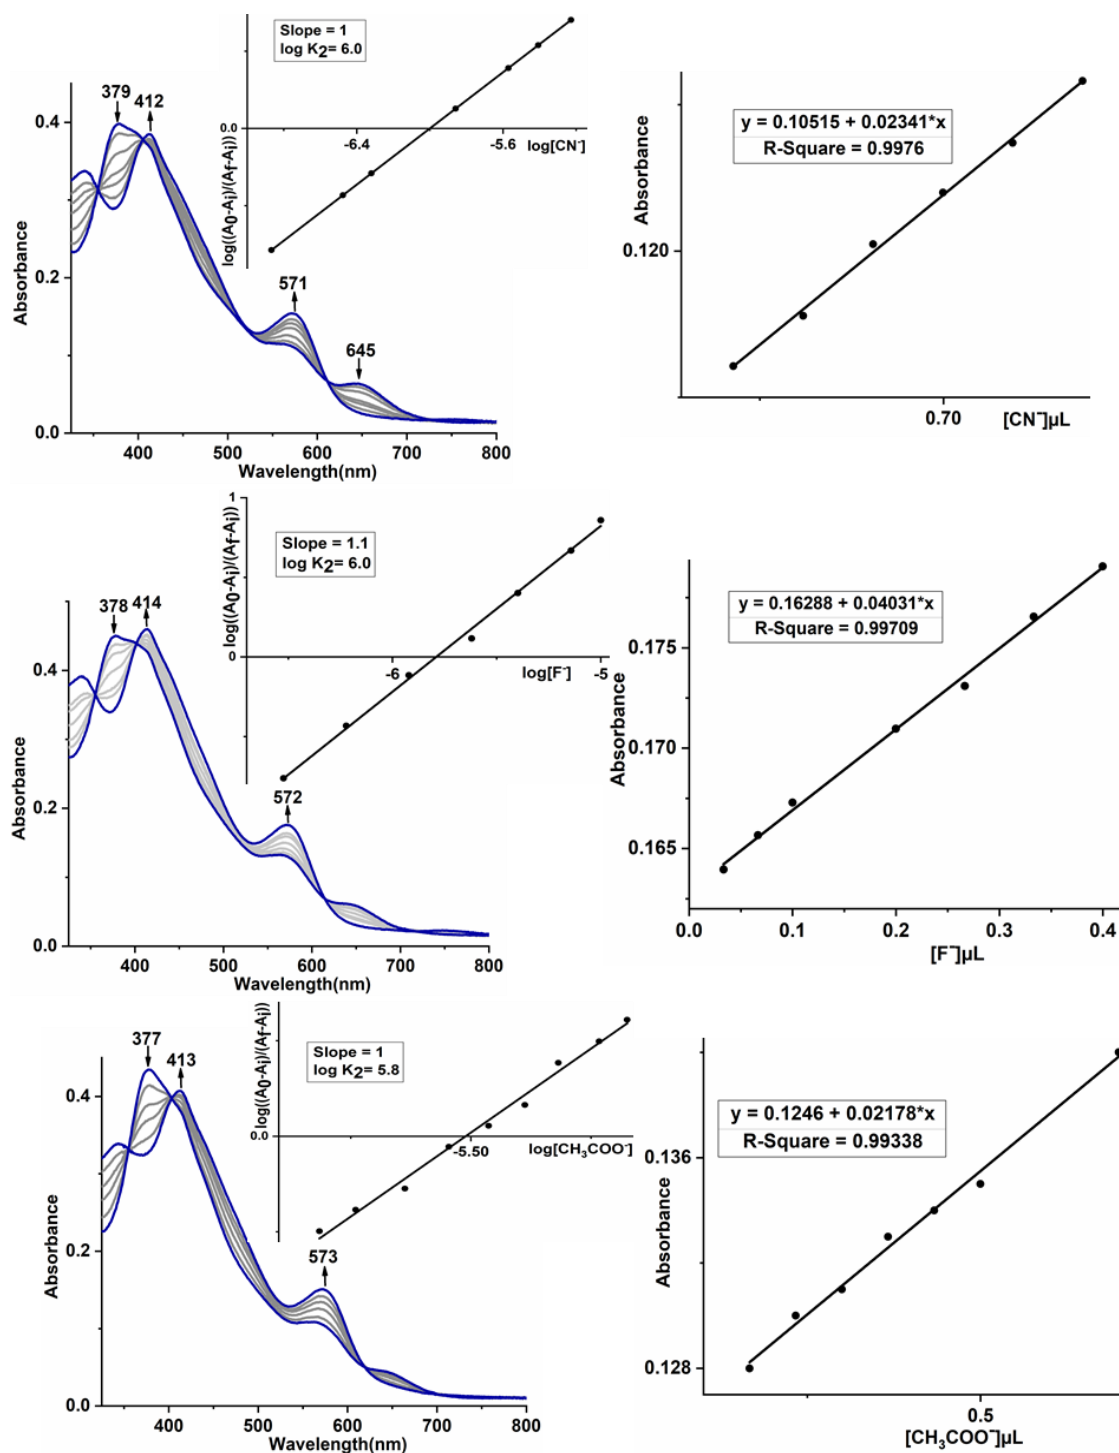 Slope = 1
log K2= 6.0
379
412
0.4
0.2
0.0
Absorbance
571
645
400
500
600
700
800
Wavelength(nm)
0.0
-6.4
-5.6
log[CN-]
log((A0-Ai)/(Af-Ai))
y = 0.10515 + 0.02341*x
R-Square = 0.9976
Absorbance
0.120
0.70
[CN-]µL
1
0
Slope = 1.1
log K2= 6.0
log((A0-Ai)/(Af-Ai))
-6
log[F-]
-5
378
414
0.4
0.2
0.0
Absorbance
572
400
500
600
700
800
Wavelength(nm)
y = 0.16288 + 0.04031*x
R-Square = 0.99709
Absorbance
0.175
0.170
0.165
0.0
0.1
0.2
0.3
0.4
[F-]µL
Slope = 1
log K2= 5.8
log((A0-Ai)/(Af-Ai))
0.0
-5.50
log[CH3COO-]
377
413
0.4
0.2
0.0
Absorbance
573
400
500
600
700
800
Wavelength(nm)
y = 0.1246 + 0.02178*x
R-Square = 0.99338
Absorbance
0.136
0.128
0.5
[CH3COO-]µL